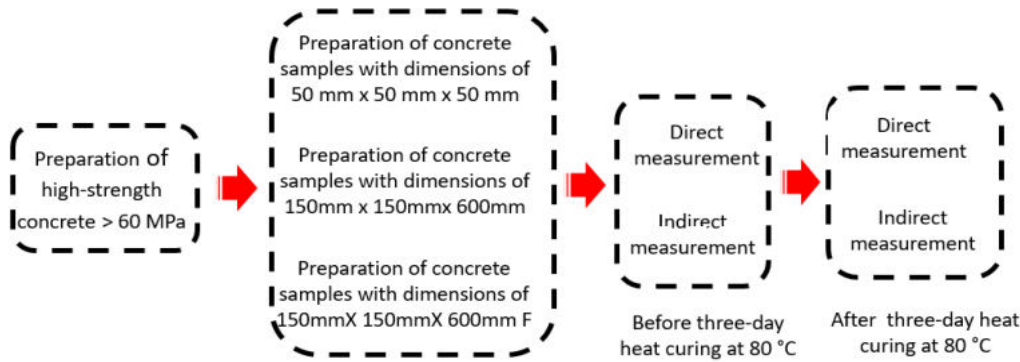 Preparation of
high-strength
concrete > 60 MPa
Preparation of concrete
samples with dimensions of
50 mm x 50 mm x 50 mm
Preparation of concrete
samples with dimensions of
150mm x 150mmx 600mm
Preparation of concrete
samples with dimensions of
150mmX 150mmX 600mm F
Direct
measurement
Indirect
measurement
Before three-day
heat curing at 80 °C
Direct
measurement
Indirect
measurement
After three-day heat
curing at 80 °C